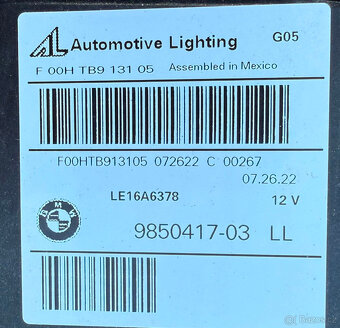 AL Automotive Lighting G05
F 00H TB9 131 05 Assembled in Mexico
F00HTB913105 072622 C 00267
07.26.22
LE16A6378 12 V
BMW
9850417-03 LL